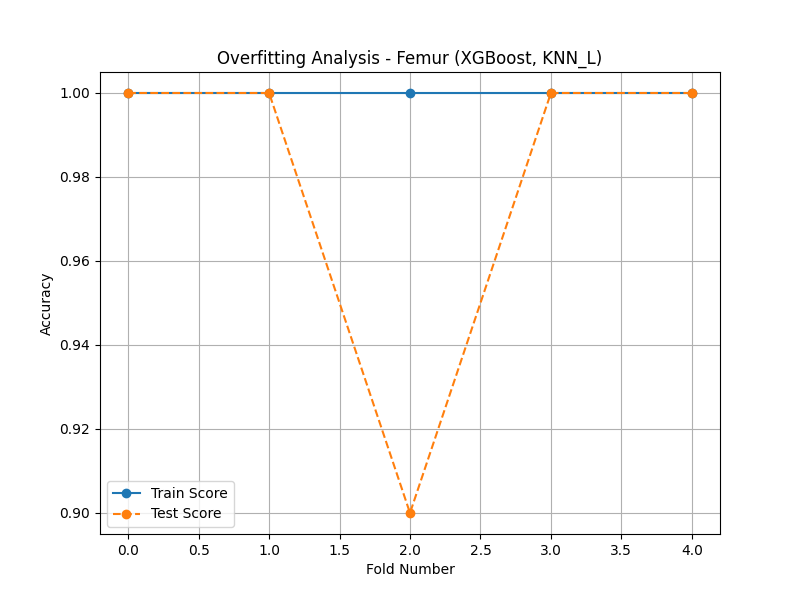 Overfitting Analysis - Femur (XGBoost, KNN_L)
Accuracy
1.00
0.98
0.96
0.94
0.92
0.90
Train Score
Test Score
0.0 0.5 1.0 1.5 2.0 2.5 3.0 3.5 4.0
Fold Number